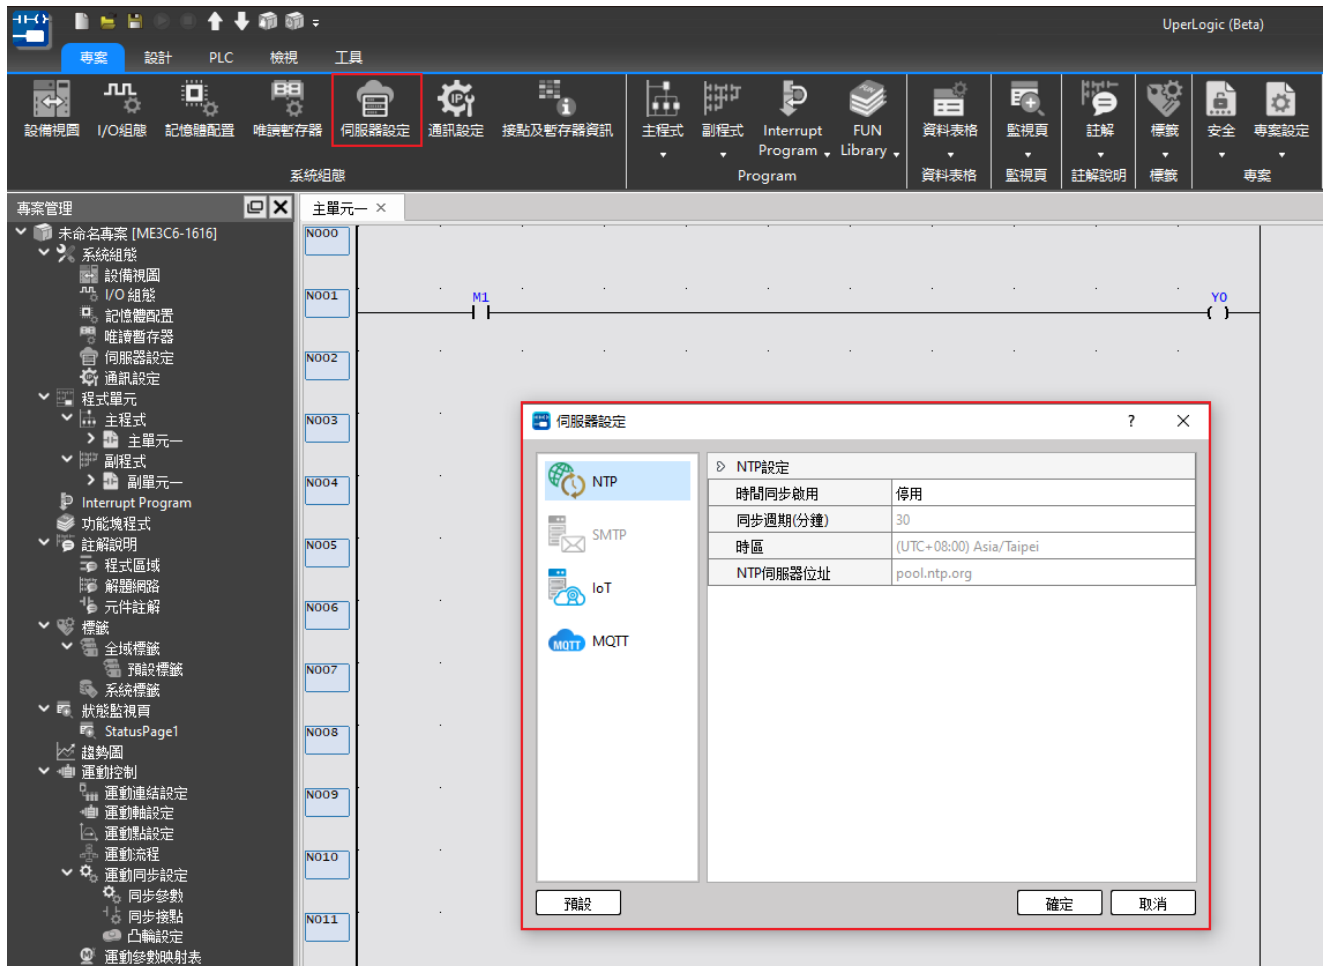 UperLogic (Beta)
專案 設計 PLC 檢視 工具
設備視圖 I/O組態 記憶體配置 唯讀暫存器 伺服器設定 通訊設定 接點及暫存器資訊 主程式 副程式 Interrupt Program FUN Library 資料表格 監視頁 註解 標籤 安全 專案設定
系統組態 Program 資料表格 監視頁 註解說明 標籤 專案
專案管理
未命名專案 [ME3C6-1616]
系統組態
設備視圖
I/O 組態
記憶體配置
唯讀暫存器
伺服器設定
通訊設定
程式單元
主程式
主單元一
副程式
副單元一
Interrupt Program
功能塊程式
註解說明
程式區域
解題網路
元件註解
標籤
全域標籤
預設標籤
系統標籤
狀態監視頁
StatusPage1
趨勢圖
運動控制
運動連結設定
運動軸設定
運動點設定
運動流程
運動同步設定
同步參數
同步接點
凸輪設定
運動參數映射表
主單元一 ×
N000
N001 M1 Y0
N002
N003
N004
N005
N006
N007
N008
N009
N010
N011
伺服器設定 ? ×
NTP
SMTP
IoT
MQTT
MQTT
NTP設定
時間同步啟用 停用
同步週期(分鐘) 30
時區 (UTC+08:00) Asia/Taipei
NTP伺服器位址 pool.ntp.org
預設 確定 取消